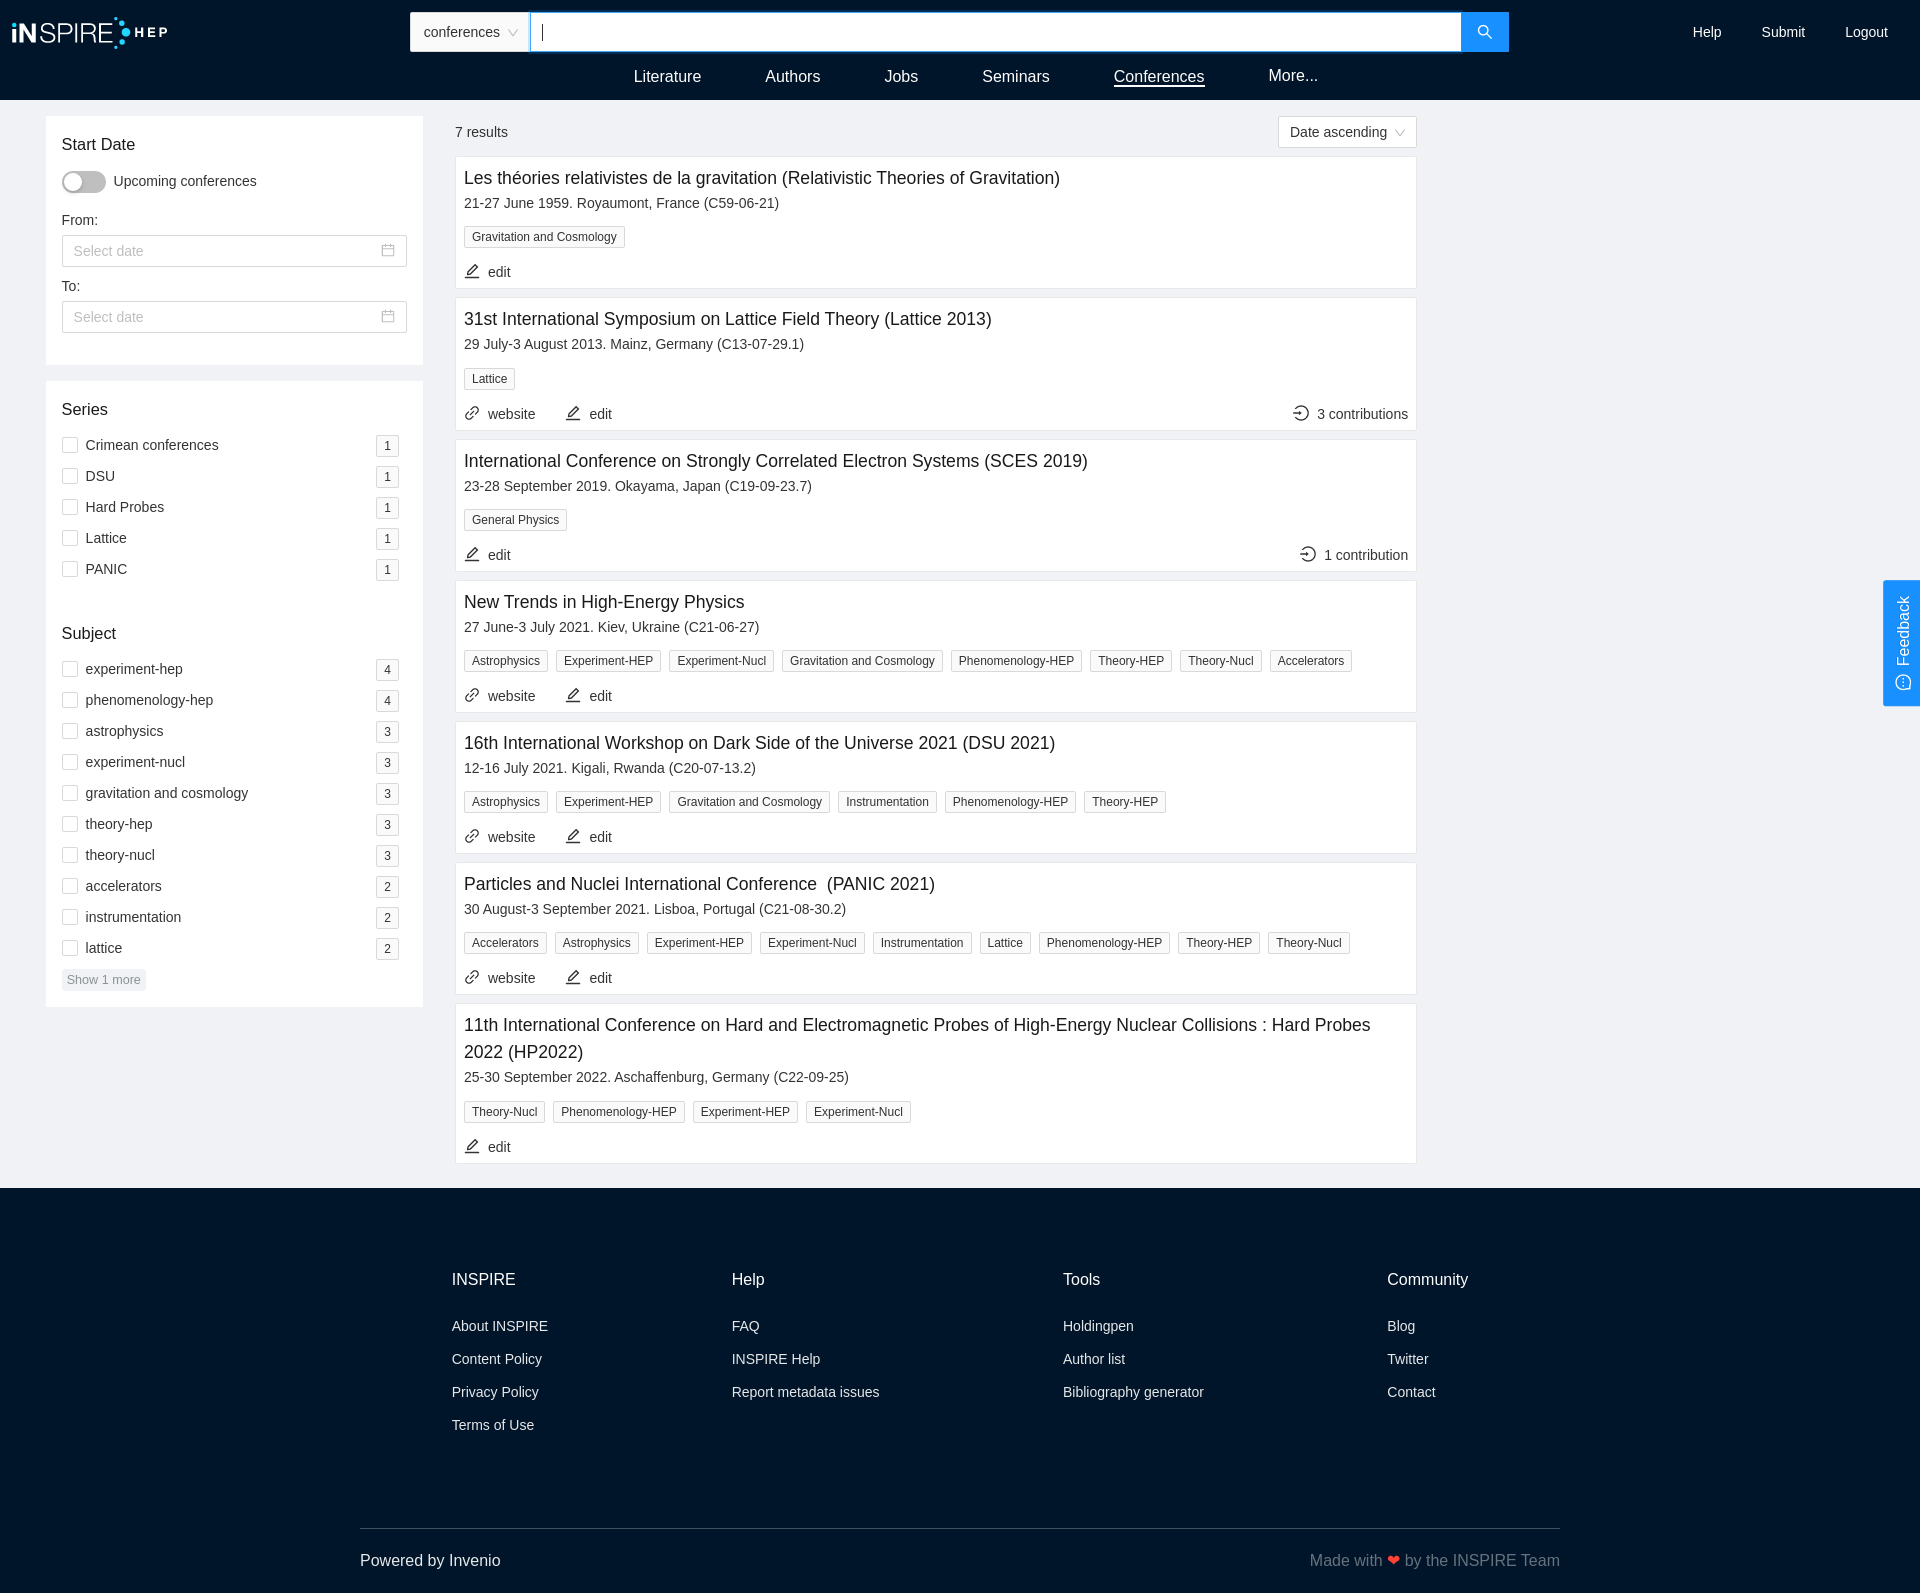 iNSPIRE HEP
conferences
Help Submit Logout
Literature Authors Jobs Seminars Conferences More...
Start Date
Upcoming conferences
From:
Select date
To:
Select date
Series
Crimean conferences 1
DSU 1
Hard Probes 1
Lattice 1
PANIC 1
Subject
experiment-hep 4
phenomenology-hep 4
astrophysics 3
experiment-nucl 3
gravitation and cosmology 3
theory-hep 3
theory-nucl 3
accelerators 2
instrumentation 2
lattice 2
Show 1 more
7 results Date ascending
Les théories relativistes de la gravitation (Relativistic Theories of Gravitation)
21-27 June 1959. Royaumont, France (C59-06-21)
Gravitation and Cosmology
edit
31st International Symposium on Lattice Field Theory (Lattice 2013)
29 July-3 August 2013. Mainz, Germany (C13-07-29.1)
Lattice
website edit 3 contributions
International Conference on Strongly Correlated Electron Systems (SCES 2019)
23-28 September 2019. Okayama, Japan (C19-09-23.7)
General Physics
edit 1 contribution
New Trends in High-Energy Physics
27 June-3 July 2021. Kiev, Ukraine (C21-06-27)
Astrophysics Experiment-HEP Experiment-Nucl Gravitation and Cosmology Phenomenology-HEP Theory-HEP Theory-Nucl Accelerators
website edit
16th International Workshop on Dark Side of the Universe 2021 (DSU 2021)
12-16 July 2021. Kigali, Rwanda (C20-07-13.2)
Astrophysics Experiment-HEP Gravitation and Cosmology Instrumentation Phenomenology-HEP Theory-HEP
website edit
Particles and Nuclei International Conference (PANIC 2021)
30 August-3 September 2021. Lisboa, Portugal (C21-08-30.2)
Accelerators Astrophysics Experiment-HEP Experiment-Nucl Instrumentation Lattice Phenomenology-HEP Theory-HEP Theory-Nucl
website edit
11th International Conference on Hard and Electromagnetic Probes of High-Energy Nuclear Collisions : Hard Probes
2022 (HP2022)
25-30 September 2022. Aschaffenburg, Germany (C22-09-25)
Theory-Nucl Phenomenology-HEP Experiment-HEP Experiment-Nucl
edit
Feedback
INSPIRE
About INSPIRE
Content Policy
Privacy Policy
Terms of Use
Help
FAQ
INSPIRE Help
Report metadata issues
Tools
Holdingpen
Author list
Bibliography generator
Community
Blog
Twitter
Contact
Powered by Invenio
Made with ❤ by the INSPIRE Team